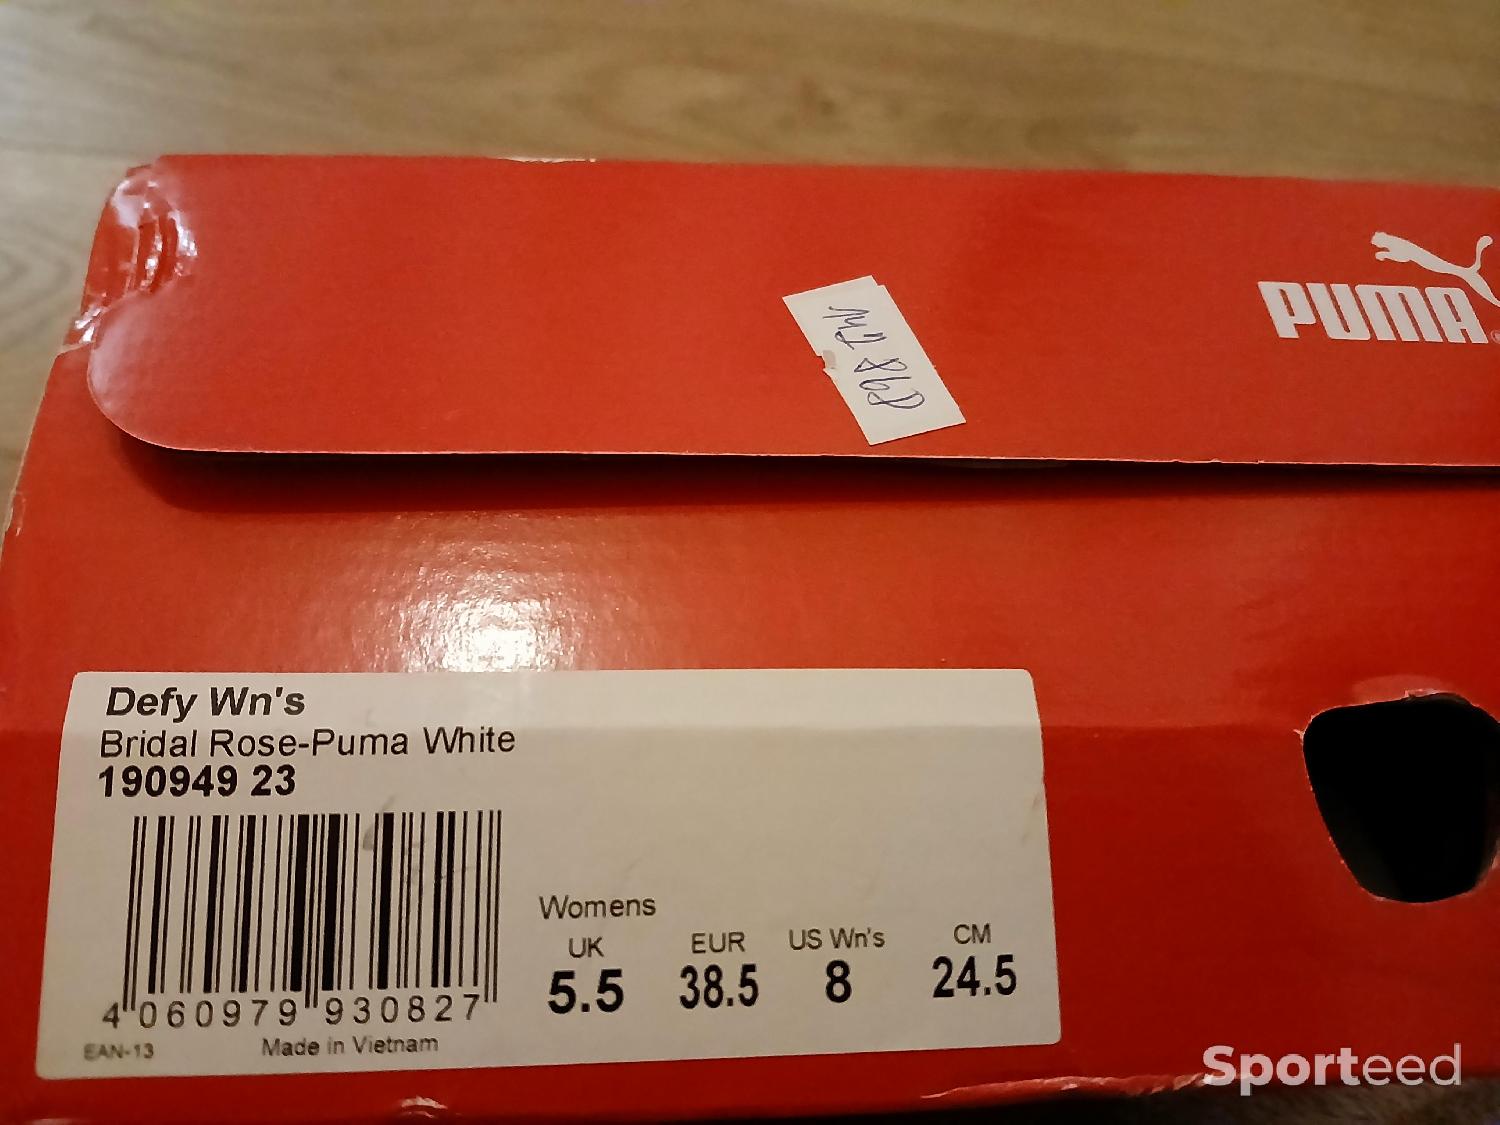 PUMA
Defy Wn's
Bridal Rose-Puma White
190949 23
4 060979 930827
EAN-13 Made in Vietnam
Womens
UK EUR US Wn's CM
5.5 38.5 8 24.5
Sporteed